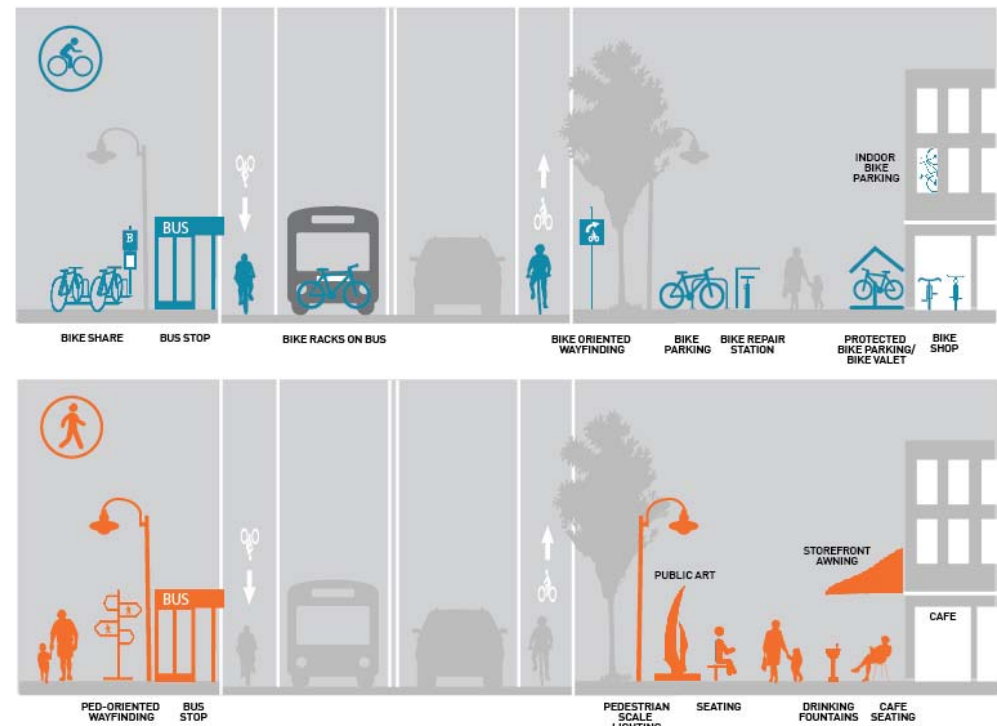 INDOOR
BIKE
PARKING
B
BUS
BIKE SHARE
BUS STOP
BIKE RACKS ON BUS
BIKE ORIENTED
WAYFINDING
BIKE
PARKING
BIKE REPAIR
STATION
PROTECTED
BIKE PARKING/
BIKE VALET
BIKE
SHOP
STOREFRONT
AWNING
PUBLIC ART
BUS
CAFE
PED-ORIENTED
WAYFINDING
BUS
STOP
PEDESTRIAN
SCALE
LIGHTING
SEATING
DRINKING
FOUNTAINS
CAFE
SEATING